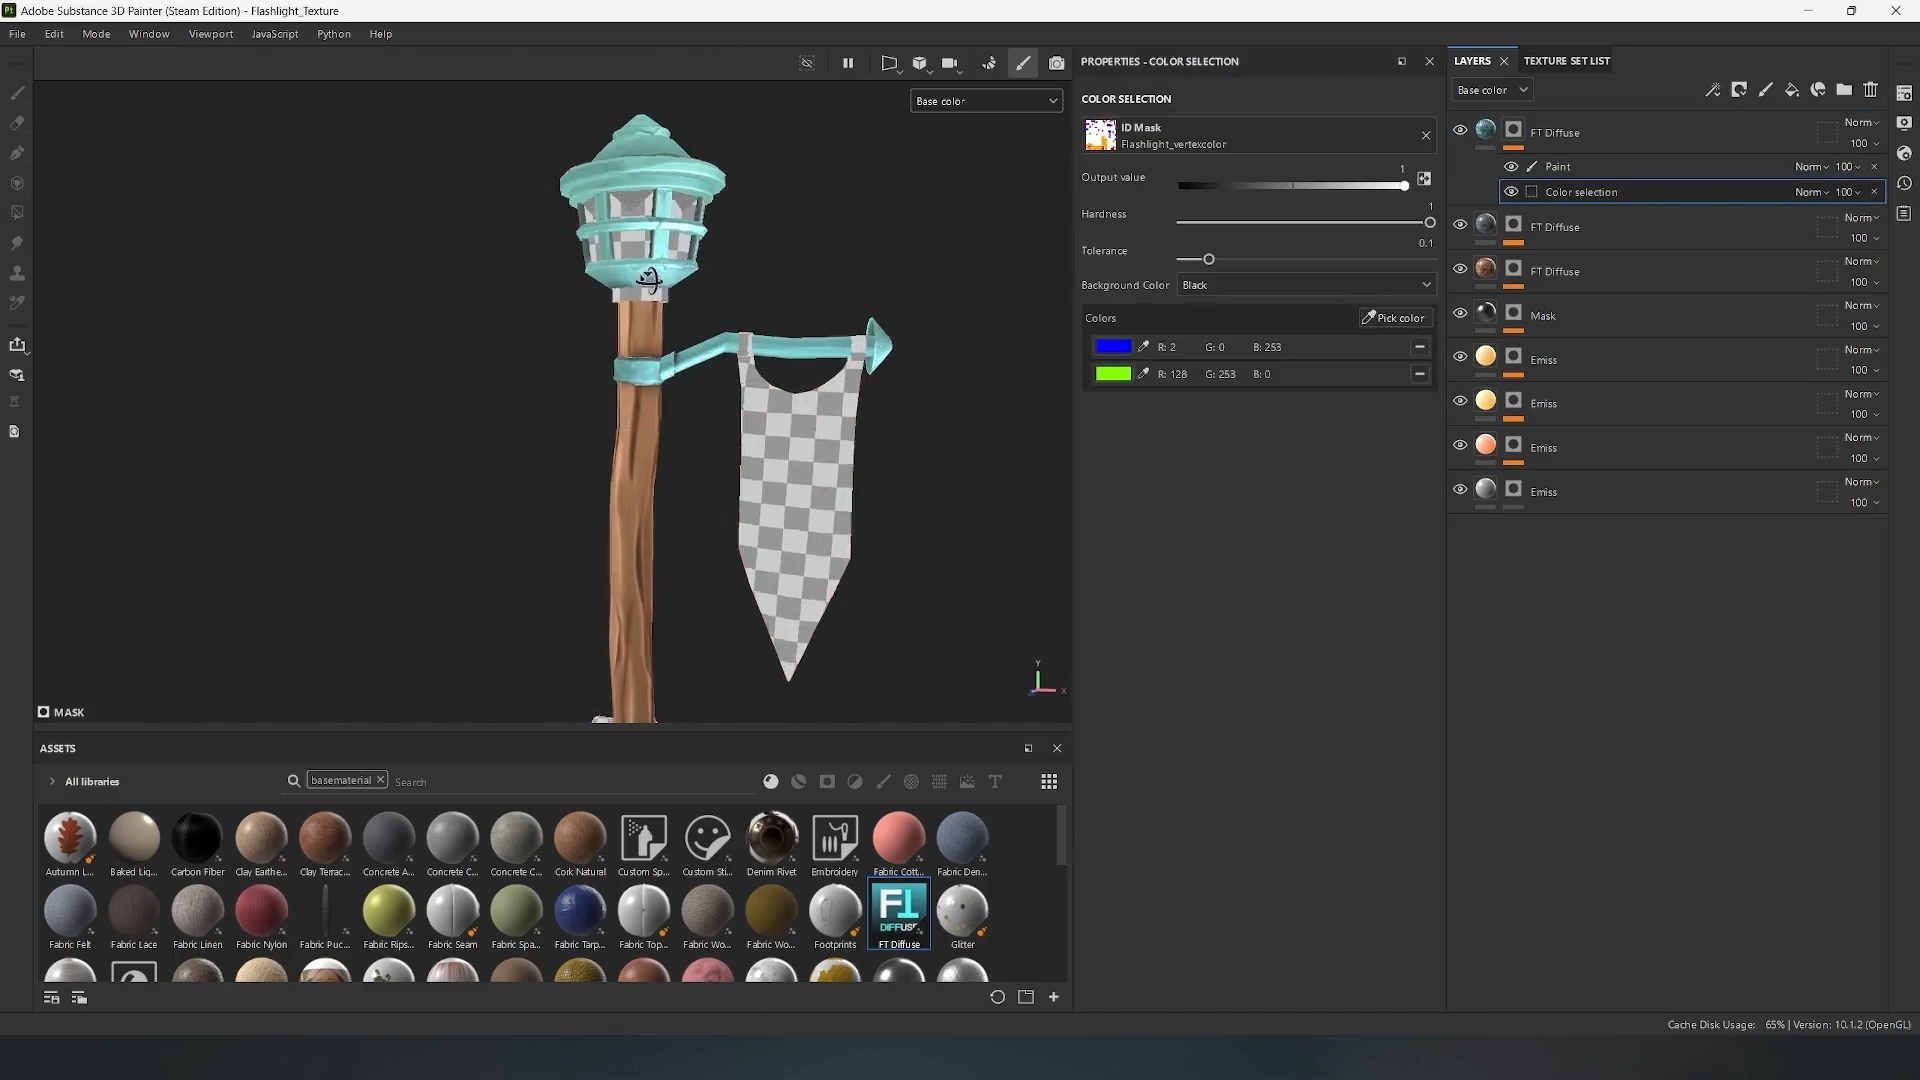 Pt Adobe Substance 3D Painter (Steam Edition) - Flashlight_Texture
File Edit Mode Window Viewport JavaScript Python Help
Base color
MASK
Y
X
PROPERTIES - COLOR SELECTION
COLOR SELECTION
ID Mask
Flashlight_vertexcolor
Output value 1
Hardness 1
Tolerance 0.1
Background Color Black
Colors Pick color
R: 2 G: 0 B: 253
R: 128 G: 253 B: 0
LAYERS TEXTURE SET LIST
Base color
FT Diffuse Norm 100
Paint Norm 100
Color selection Norm 100
FT Diffuse Norm 100
FT Diffuse Norm 100
Mask Norm 100
Emiss Norm 100
Emiss Norm 100
Emiss Norm 100
Emiss Norm 100
ASSETS
All libraries basematerial Search
Autumn L... Baked Lig... Carbon Fiber Clay Earthe... Clay Terrac... Concrete A... Concrete C... Concrete C... Cork Natural Custom Sp... Custom Sti... Denim Rivet Embroidery Fabric Cott... Fabric Den...
FT
DIFFUSE
Fabric Felt Fabric Lace Fabric Linen Fabric Nylon Fabric Puc... Fabric Rips... Fabric Seam Fabric Spa... Fabric Tarp... Fabric Top... Fabric Wo... Fabric Wo... Footprints FT Diffuse Glitter
Cache Disk Usage: 65% | Version: 10.1.2 (OpenGL)